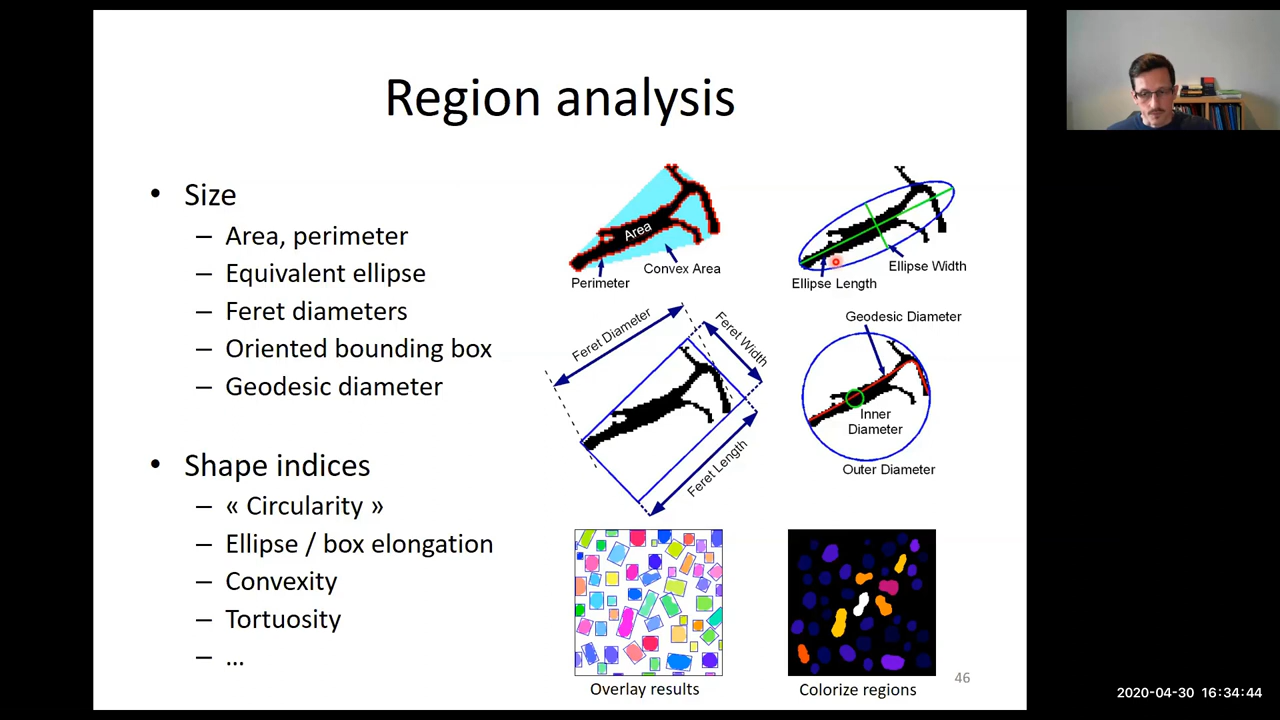 Region analysis
• Size
– Area, perimeter
– Equivalent ellipse
– Feret diameters
– Oriented bounding box
– Geodesic diameter
• Shape indices
– « Circularity »
– Ellipse / box elongation
– Convexity
– Tortuosity
– ...
Area
Convex Area
Perimeter
Ellipse Width
Ellipse Length
Feret Diameter
Feret Width
Feret Length
Geodesic Diameter
Inner
Diameter
Outer Diameter
Overlay results
Colorize regions
46
2020-04-30 16:34:44